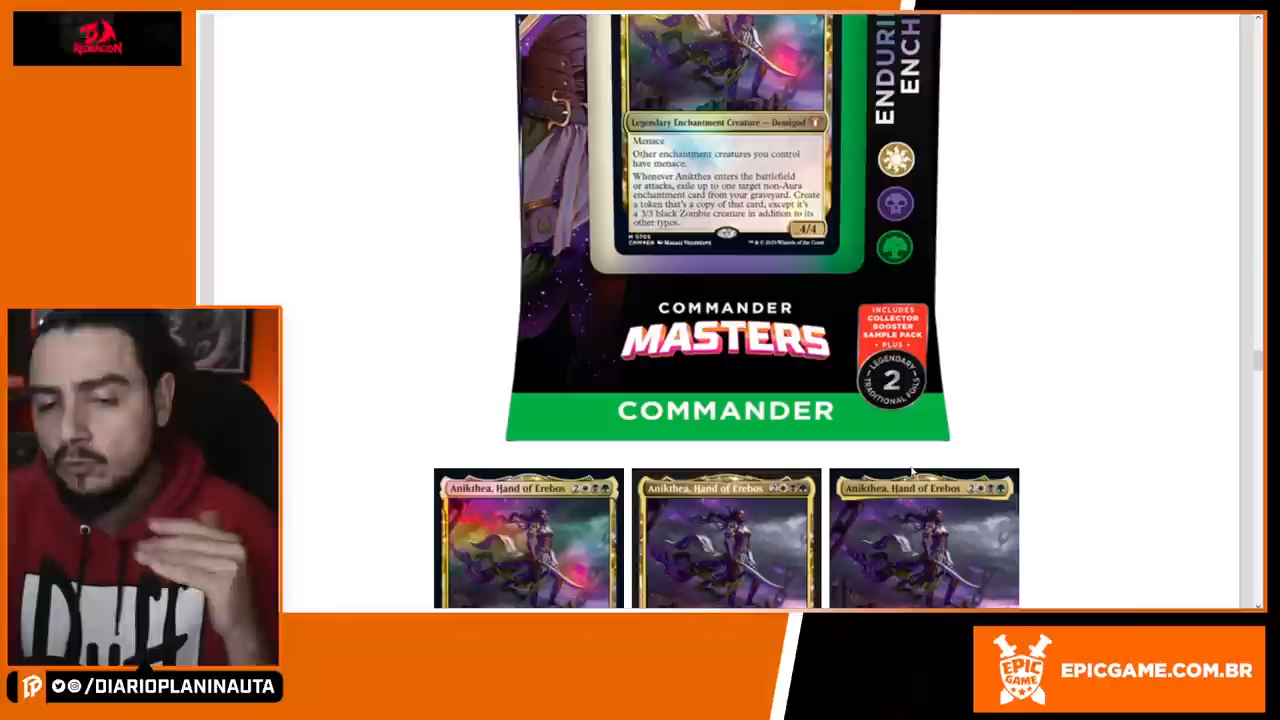 REDRAGON
ENDURI
ENCH
Legendary Enchantment Creature — Demigod
Menace
Other enchantment creatures you control
have menace.
Whenever Anikthea enters the battlefield
or attacks, exile up to one target non-Aura
enchantment card from your graveyard. Create
a token that's a copy of that card, except it's
a 3/3 black Zombie creature in addition to its
other types.
4/4
COMMANDER
MASTERS
INCLUDES
COLLECTOR
BOOSTER
SAMPLE PACK
• PLUS •
LEGENDARY
2
TRADITIONAL FOILS
COMMANDER
Anikthea, Hand of Erebos 2
Anikthea, Hand of Erebos 2
Anikthea, Hand of Erebos 2
DUFF
/DIARIOPLANINAUTA
EPIC
GAME
EPICGAME.COM.BR